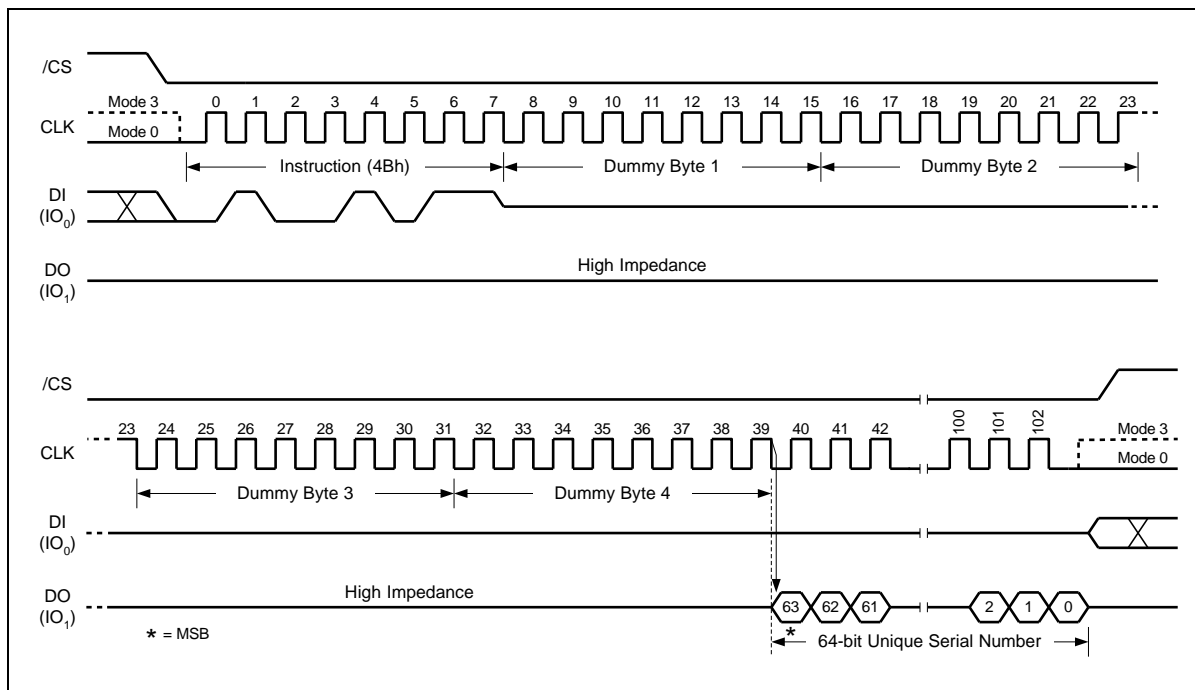 /CS
Mode 3
0 1 2 3 4 5 6 7 8 9 10 11 12 13 14 15 16 17 18 19 20 21 22 23
CLK
Mode 0
Instruction (4Bh)
Dummy Byte 1
Dummy Byte 2
DI
(IO0)
High Impedance
DO
(IO1)
/CS
23 24 25 26 27 28 29 30 31 32 33 34 35 36 37 38 39 40 41 42 100 101 102
Mode 3
CLK
Mode 0
Dummy Byte 3
Dummy Byte 4
DI
(IO0)
High Impedance
DO
(IO1)
63 62 61 2 1 0
* = MSB
*
64-bit Unique Serial Number